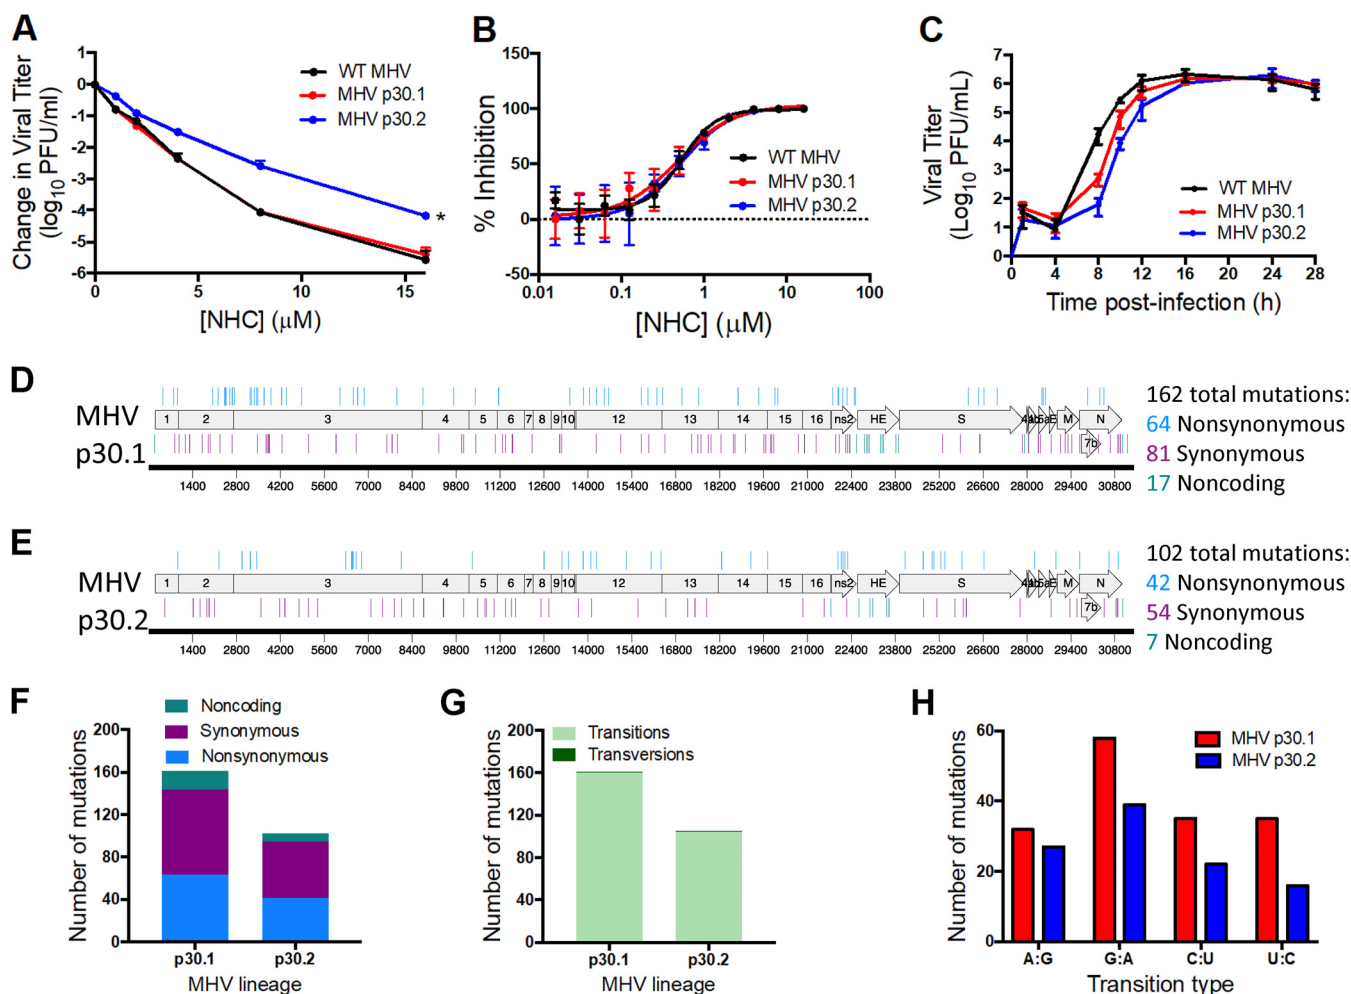 A
Change in Viral Titer
(log10 PFU/ml)
1
0
-1
-2
-3
-4
-5
-6
WT MHV
MHV p30.1
MHV p30.2
*
0 5 10 15
[NHC] (μM)
B
% Inhibition
150
100
50
0
-50
WT MHV
MHV p30.1
MHV p30.2
0.01 0.1 1 10 100
[NHC] (μM)
C
Viral Titer
(Log10 PFU/mL)
7
6
5
4
3
2
1
0
WT MHV
MHV p30.1
MHV p30.2
0 4 8 12 16 20 24 28
Time post-infection (h)
D
MHV
p30.1
1 2 3 4 5 6 7 8 9 10 12 13 14 15 16 ns2 HE S 4 5a E M N
7b
1400 2800 4200 5600 7000 8400 9800 11200 12600 14000 15400 16800 18200 19600 21000 22400 23800 25200 26600 28000 29400 30800
162 total mutations:
64 Nonsynonymous
81 Synonymous
17 Noncoding
E
MHV
p30.2
1 2 3 4 5 6 7 8 9 10 12 13 14 15 16 ns2 HE S 4 5a E M N
7b
1400 2800 4200 5600 7000 8400 9800 11200 12600 14000 15400 16800 18200 19600 21000 22400 23800 25200 26600 28000 29400 30800
102 total mutations:
42 Nonsynonymous
54 Synonymous
7 Noncoding
F
Noncoding
Synonymous
Nonsynonymous
Number of mutations
200
160
120
80
40
0
p30.1 p30.2
MHV lineage
G
Transitions
Transversions
Number of mutations
200
160
120
80
40
0
p30.1 p30.2
MHV lineage
H
MHV p30.1
MHV p30.2
Number of mutations
60
40
20
0
A:G G:A C:U U:C
Transition type